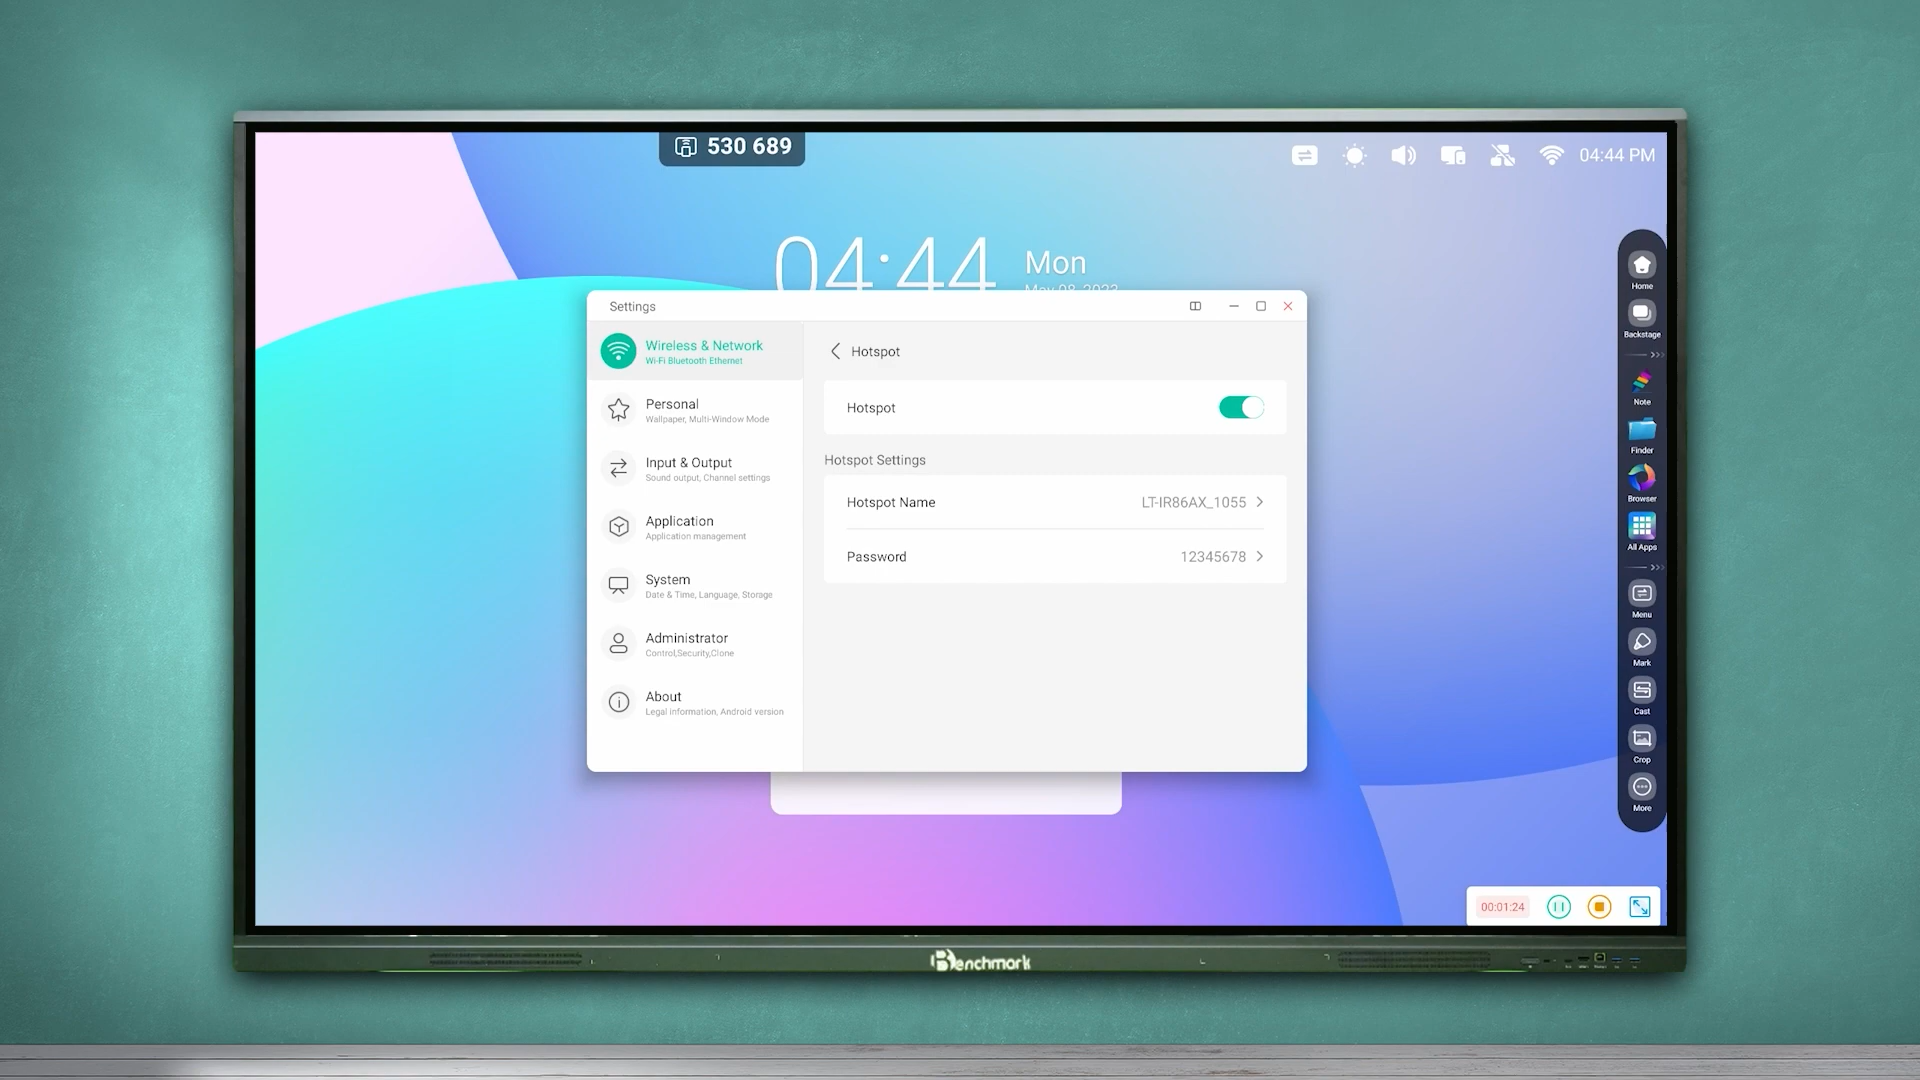 530 689
04:44 PM
04:44
Mon
May 08, 2023
Settings
Wireless & Network
Wi-Fi Bluetooth Ethernet
Personal
Wallpaper, Multi-Window Mode
Input & Output
Sound output, Channel settings
Application
Application management
System
Date & Time, Language, Storage
Administrator
Control,Security,Clone
About
Legal information, Android version
Hotspot
Hotspot
Hotspot Settings
Hotspot Name
LT-IR86AX_1055
Password
12345678
Home
Backstage
Note
Finder
Browser
All Apps
Menu
Mark
Cast
Crop
More
00:01:24
Benchmark